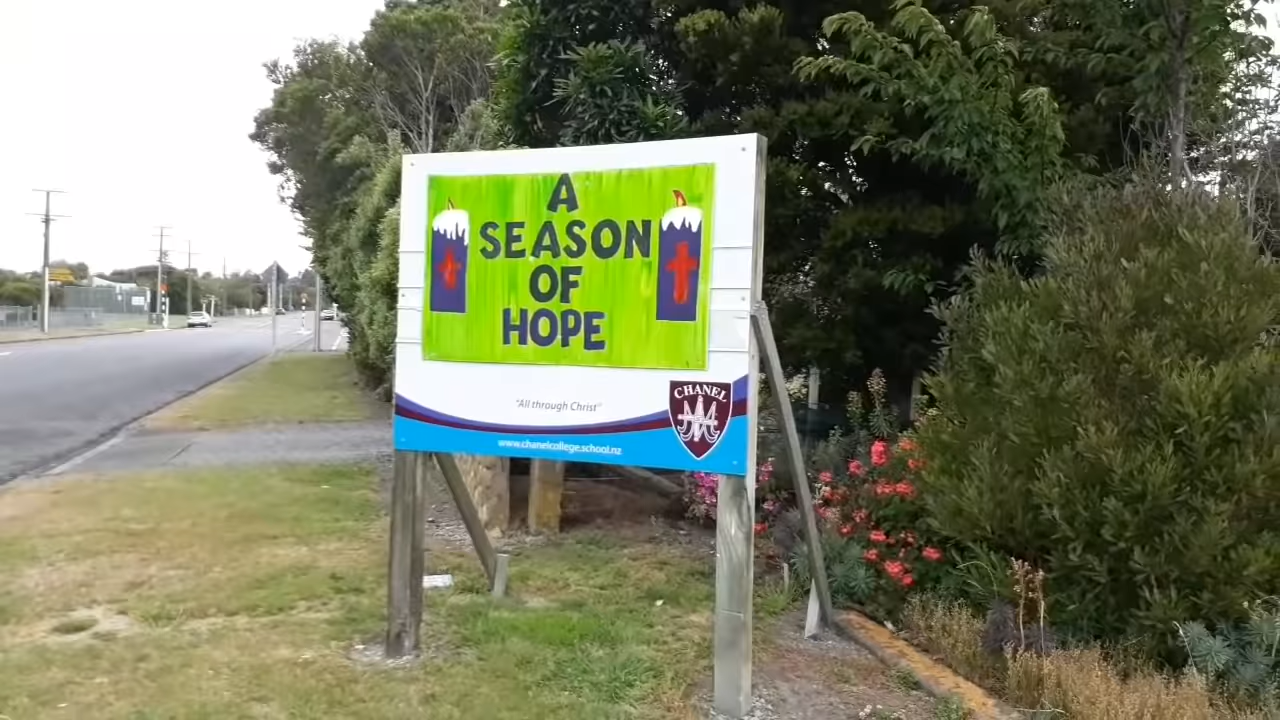 A
SEASON
OF
HOPE
"All through Christ"
CHANEL
www.chanelcollege.school.nz